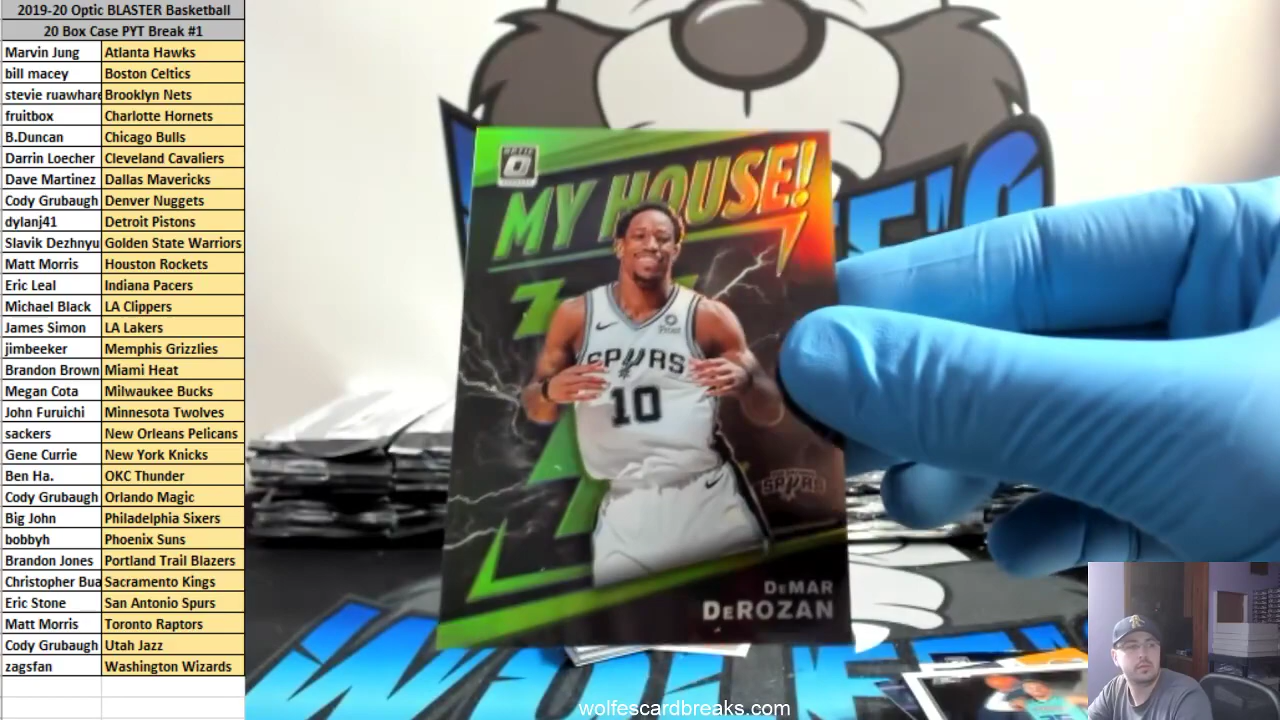 2019-20 Optic BLASTER Basketball
20 Box Case PYT Break #1
Marvin Jung Atlanta Hawks
bill macey Boston Celtics
stevie ruawhare Brooklyn Nets
fruitbox Charlotte Hornets
B.Duncan Chicago Bulls
Darrin Loecher Cleveland Cavaliers
Dave Martinez Dallas Mavericks
Cody Grubaugh Denver Nuggets
dylanj41 Detroit Pistons
Slavik Dezhnyu Golden State Warriors
Matt Morris Houston Rockets
Eric Leal Indiana Pacers
Michael Black LA Clippers
James Simon LA Lakers
jimbeeker Memphis Grizzlies
Brandon Brown Miami Heat
Megan Cota Milwaukee Bucks
John Furuichi Minnesota Twolves
sackers New Orleans Pelicans
Gene Currie New York Knicks
Ben Ha. OKC Thunder
Cody Grubaugh Orlando Magic
Big John Philadelphia Sixers
bobbyh Phoenix Suns
Brandon Jones Portland Trail Blazers
Christopher Bua Sacramento Kings
Eric Stone San Antonio Spurs
Matt Morris Toronto Raptors
Cody Grubaugh Utah Jazz
zagsfan Washington Wizards
OPTIC
MY HOUSE!
SPURS
10
SPURS
DEMAR
DEROZAN
wolfescardbreaks.com